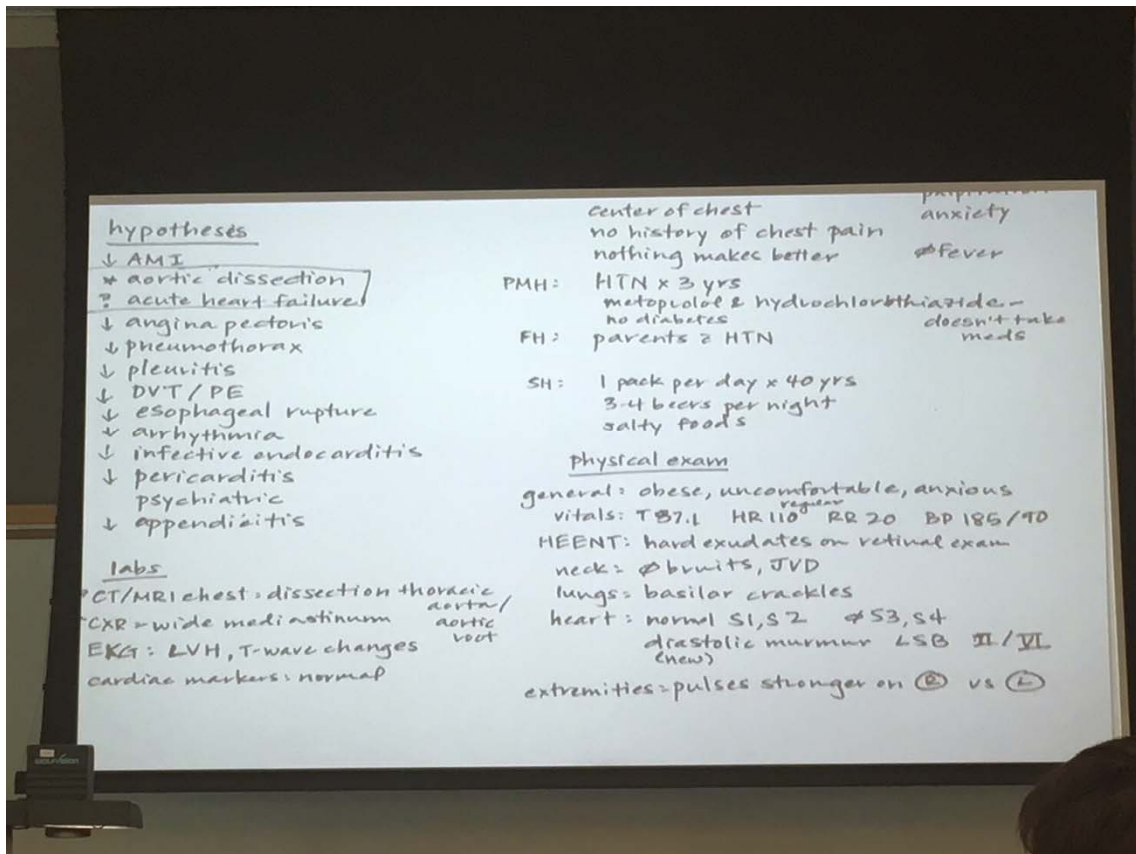 hypotheses
↓ AMI
* aortic dissection
? acute heart failure
↓ angina pectoris
↓ pneumothorax
↓ pleuritis
↓ DVT / PE
↓ esophageal rupture
↓ arrhythmia
↓ infective endocarditis
↓ pericarditis
psychiatric
↓ appendicitis
labs
CT/MRI chest: dissection thoracic aorta/ aortic root
CXR = wide mediastinum
EKG: LVH, T-wave changes
cardiac markers: normal
center of chest
anxiety
no history of chest pain
nothing makes better
∅ fever
PMH: HTN x 3 yrs
metoprolol & hydrochlorothiazide -
doesn't take meds
no diabetes
FH: parents c̄ HTN
SH: 1 pack per day x 40 yrs
3-4 beers per night
salty foods
physical exam
general: obese, uncomfortable, anxious
vitals: T 37.1 HR 110 regular RR 20 BP 185/90
HEENT: hard exudates on retinal exam
neck: ∅ bruits, JVD
lungs: basilar crackles
heart: normal S1, S2 ∅ S3, S4
diastolic murmur LSB II/VI
(new)
extremities: pulses stronger on Ⓡ vs Ⓛ